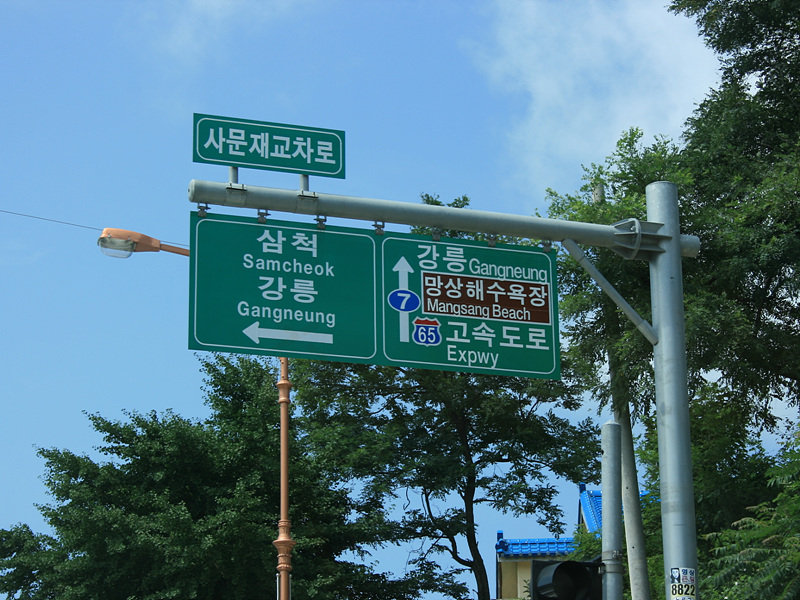 사문재교차로
삼척
Samcheok
강릉
Gangneung
강릉 Gangneung
망상해수욕장
Mangsang Beach
7
65 고속도로
Expwy
8822